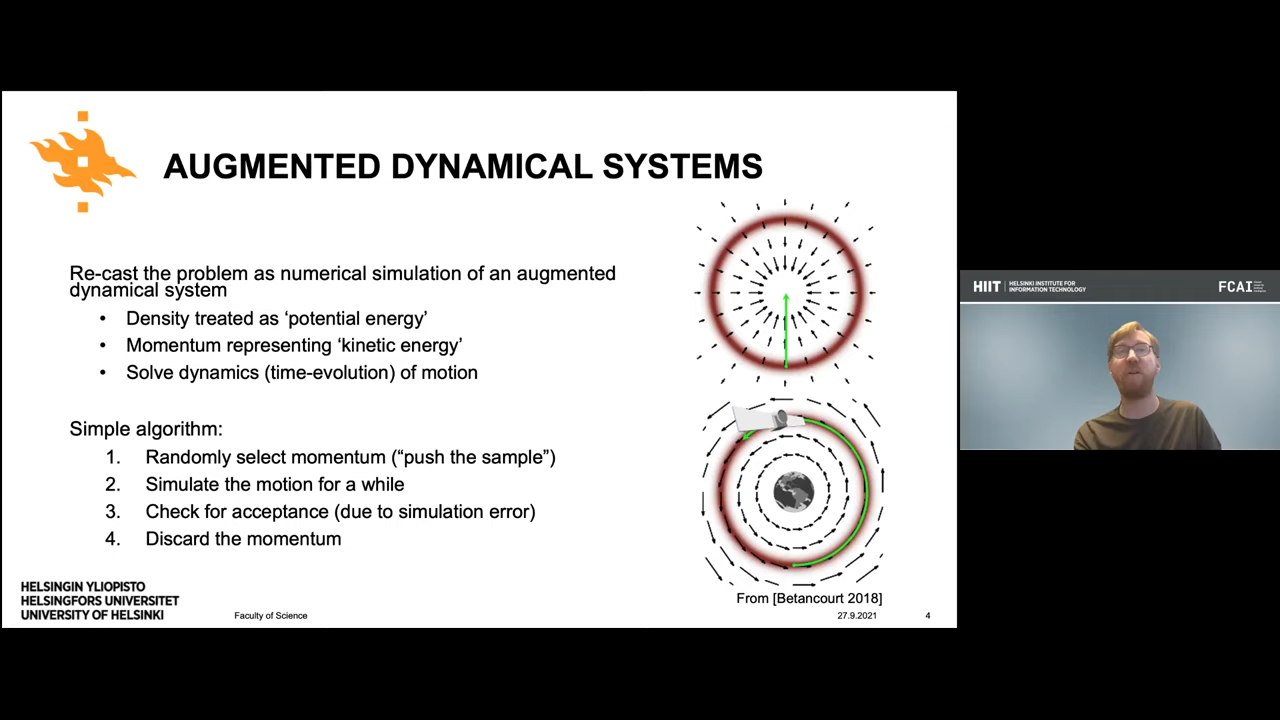 AUGMENTED DYNAMICAL SYSTEMS
Re-cast the problem as numerical simulation of an augmented
dynamical system
• Density treated as ‘potential energy’
• Momentum representing ‘kinetic energy’
• Solve dynamics (time-evolution) of motion
Simple algorithm:
1. Randomly select momentum (“push the sample”)
2. Simulate the motion for a while
3. Check for acceptance (due to simulation error)
4. Discard the momentum
From [Betancourt 2018]
HELSINGIN YLIOPISTO
HELSINGFORS UNIVERSITET
UNIVERSITY OF HELSINKI
Faculty of Science
27.9.2021
4
HIIT
HELSINKI INSTITUTE FOR
INFORMATION TECHNOLOGY
FCAI